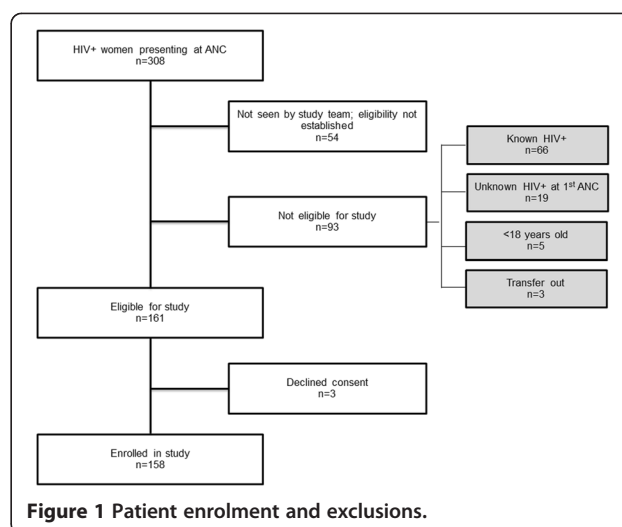 HIV+ women presenting at ANC
n=308
Not seen by study team; eligibility not
established
n=54
Known HIV+
n=66
Unknown HIV+ at 1st ANC
n=19
Not eligible for study
n=93
<18 years old
n=5
Transfer out
n=3
Eligible for study
n=161
Declined consent
n=3
Enrolled in study
n=158
Figure 1 Patient enrolment and exclusions.